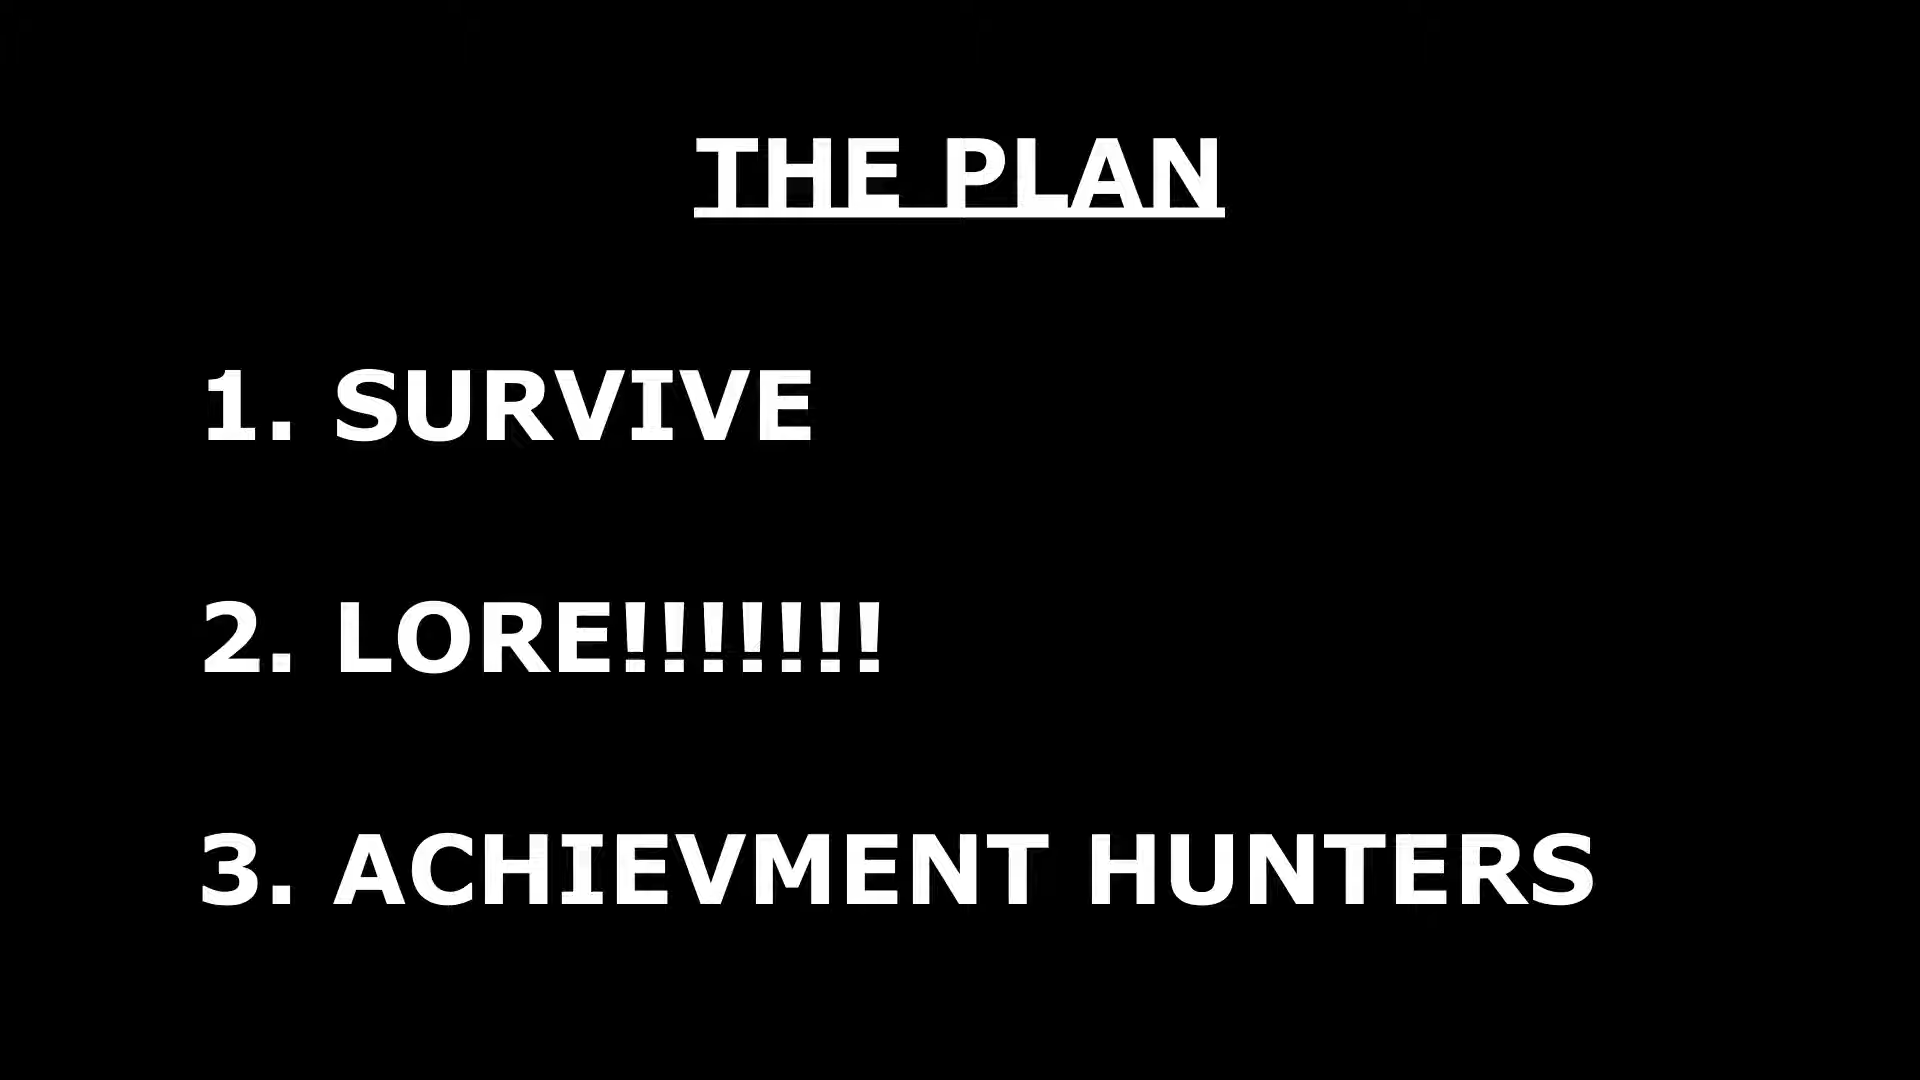 THE PLAN
1. SURVIVE
2. LORE!!!!!!!
3. ACHIEVMENT HUNTERS